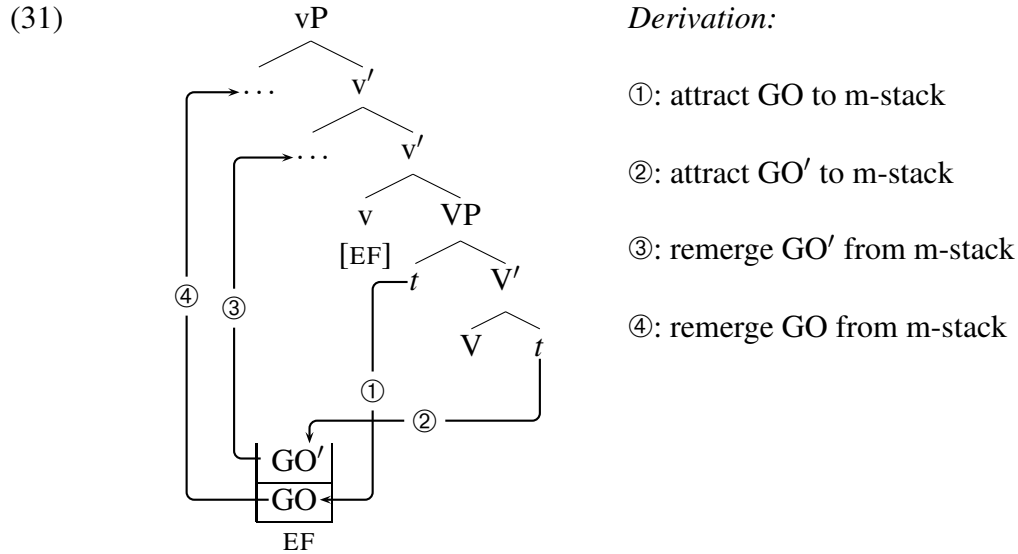 (31)
vP
Derivation:
. . .
v′
①: attract GO to m-stack
. . .
v′
②: attract GO′ to m-stack
v
VP
[EF]
t
V′
③: remerge GO′ from m-stack
④
③
④: remerge GO from m-stack
V
t
①
②
GO′
GO
EF